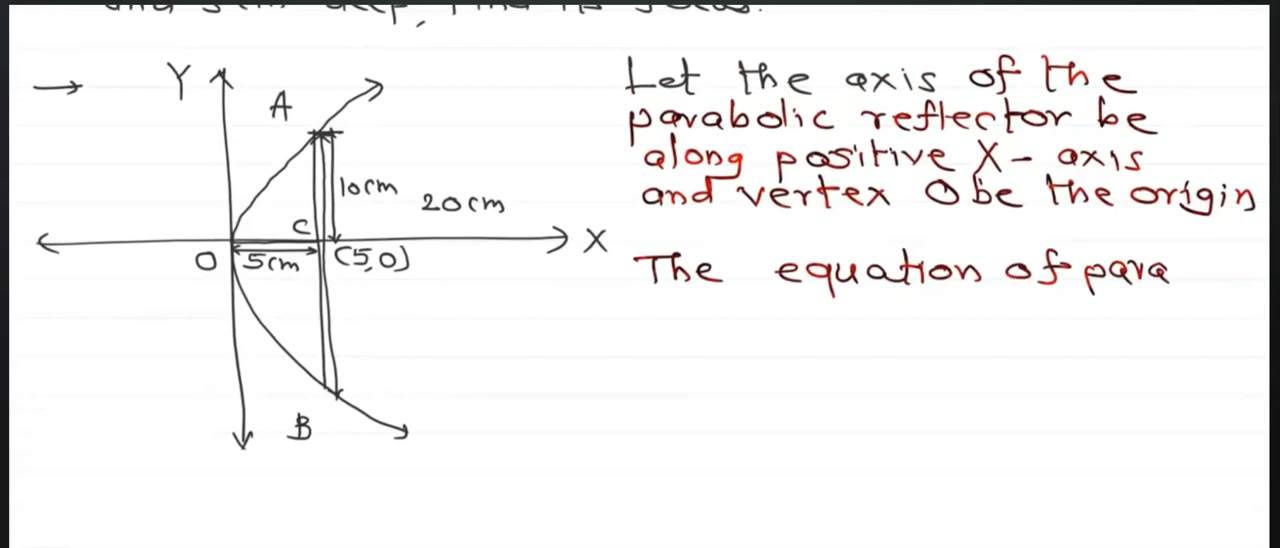 Y
A
10cm
20cm
C
X
O
5cm
(5,0)
B
Let the axis of the
parabolic reflector be
along positive X- axis
and vertex O be the origin
The equation of para